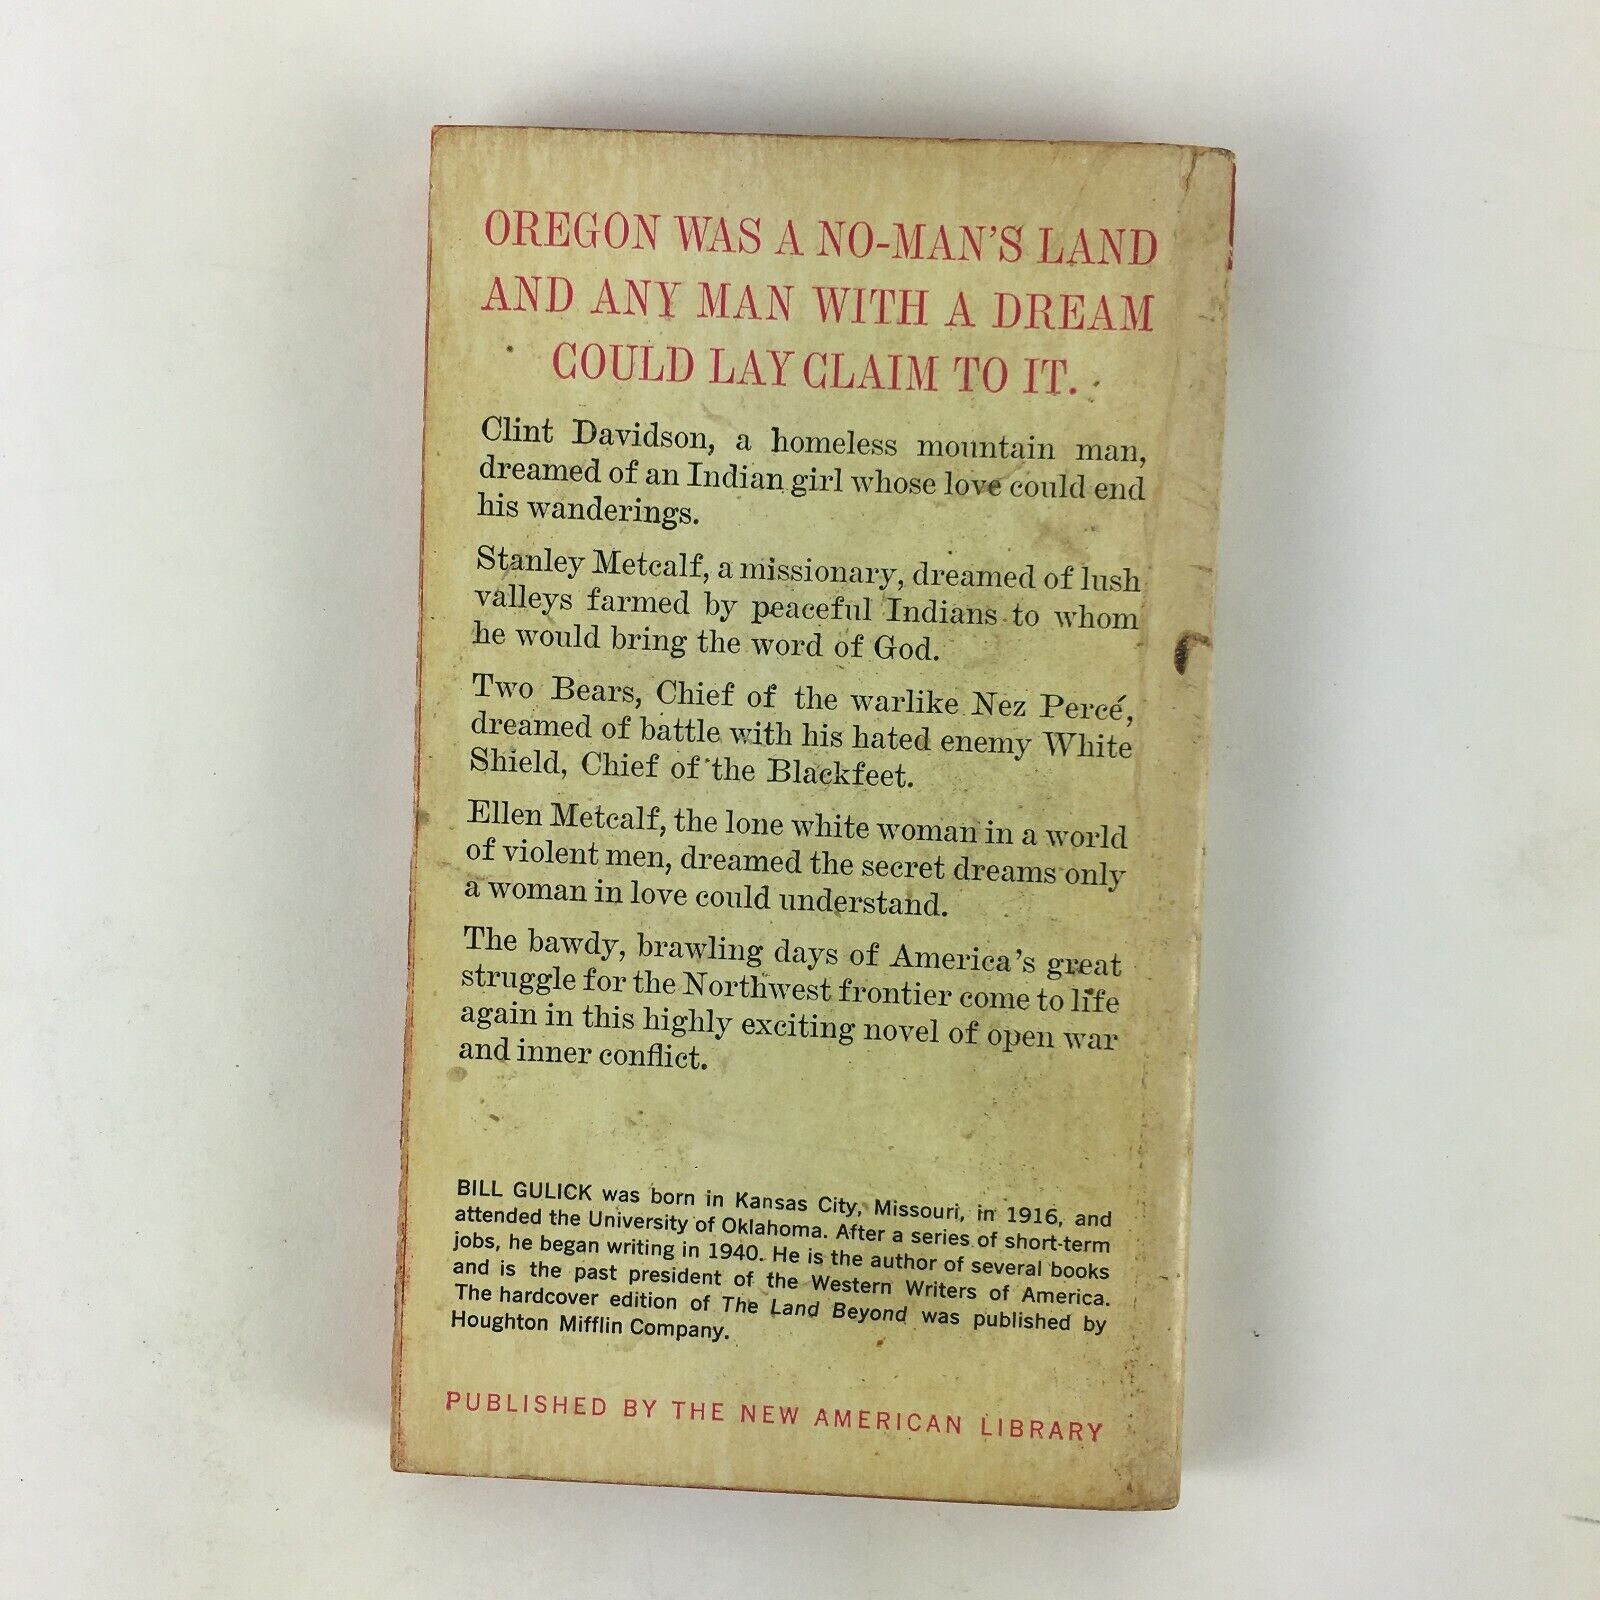 OREGON WAS A NO-MAN'S LAND
AND ANY MAN WITH A DREAM
COULD LAY CLAIM TO IT.
Clint Davidson, a homeless mountain man,
dreamed of an Indian girl whose love could end
his wanderings.
Stanley Metcalf, a missionary, dreamed of lush
valleys farmed by peaceful Indians to whom
he would bring the word of God.
Two Bears, Chief of the warlike Nez Percé,
dreamed of battle with his hated enemy White
Shield, Chief of the Blackfeet.
Ellen Metcalf, the lone white woman in a world
of violent men, dreamed the secret dreams only
a woman in love could understand.
The bawdy, brawling days of America's great
struggle for the Northwest frontier come to life
again in this highly exciting novel of open war
and inner conflict.
BILL GULICK was born in Kansas City, Missouri, in 1916, and
attended the University of Oklahoma. After a series of short-term
jobs, he began writing in 1940. He is the author of several books
and is the past president of the Western Writers of America.
The hardcover edition of The Land Beyond was published by
Houghton Mifflin Company.
PUBLISHED BY THE NEW AMERICAN LIBRARY